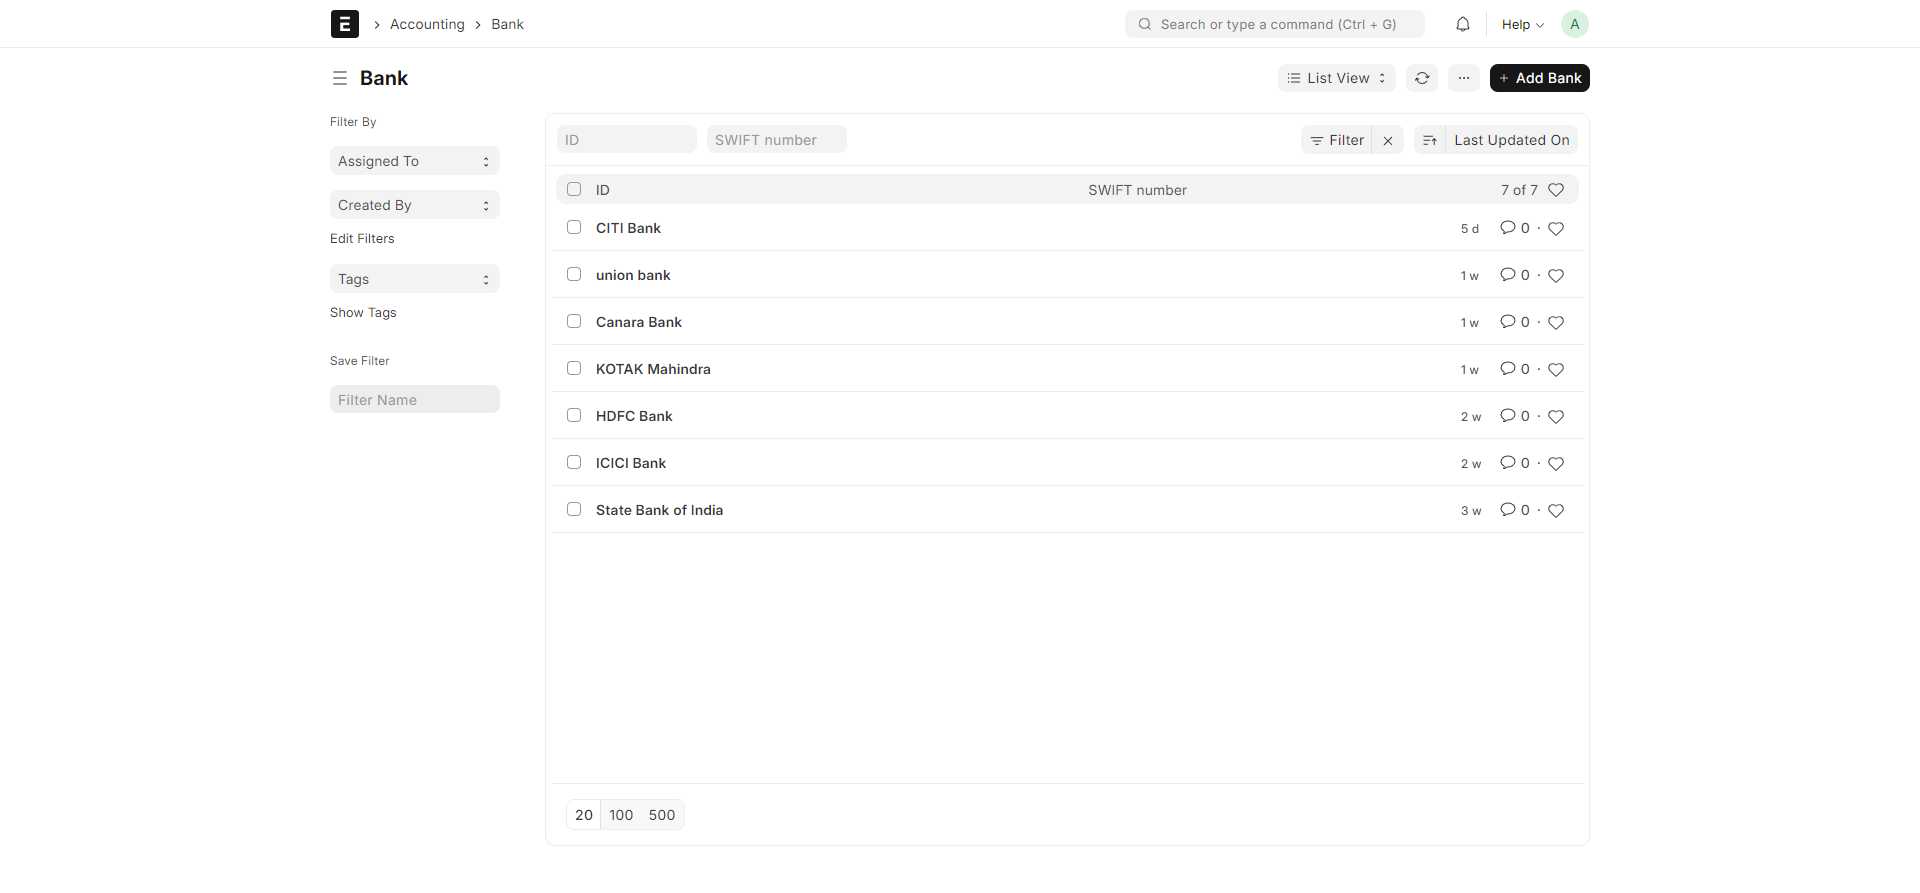 Accounting
Bank
Search or type a command (Ctrl + G)
Help
A
Bank
List View
Add Bank
Filter By
Assigned To
Created By
Edit Filters
Tags
Show Tags
Save Filter
Filter Name
ID
SWIFT number
Filter
Last Updated On
ID SWIFT number 7 of 7
CITI Bank 5 d 0 ·
union bank 1 w 0 ·
Canara Bank 1 w 0 ·
KOTAK Mahindra 1 w 0 ·
HDFC Bank 2 w 0 ·
ICICI Bank 2 w 0 ·
State Bank of India 3 w 0 ·
20 100 500